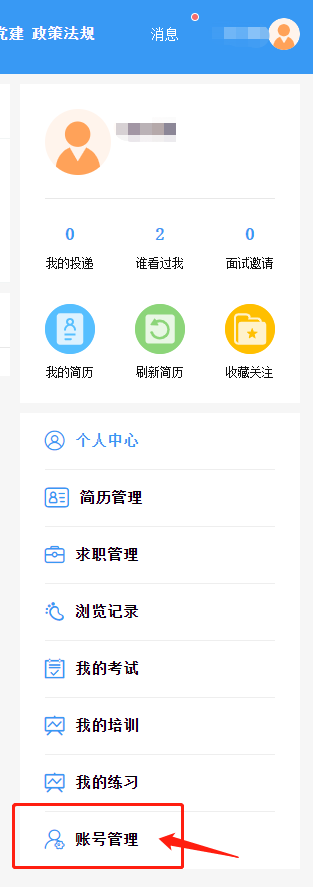 党建 政策法规 消息
0 2 0
我的投递 谁看过我 面试邀请
我的简历 刷新简历 收藏关注
个人中心
简历管理
求职管理
浏览记录
我的考试
我的培训
我的练习
账号管理